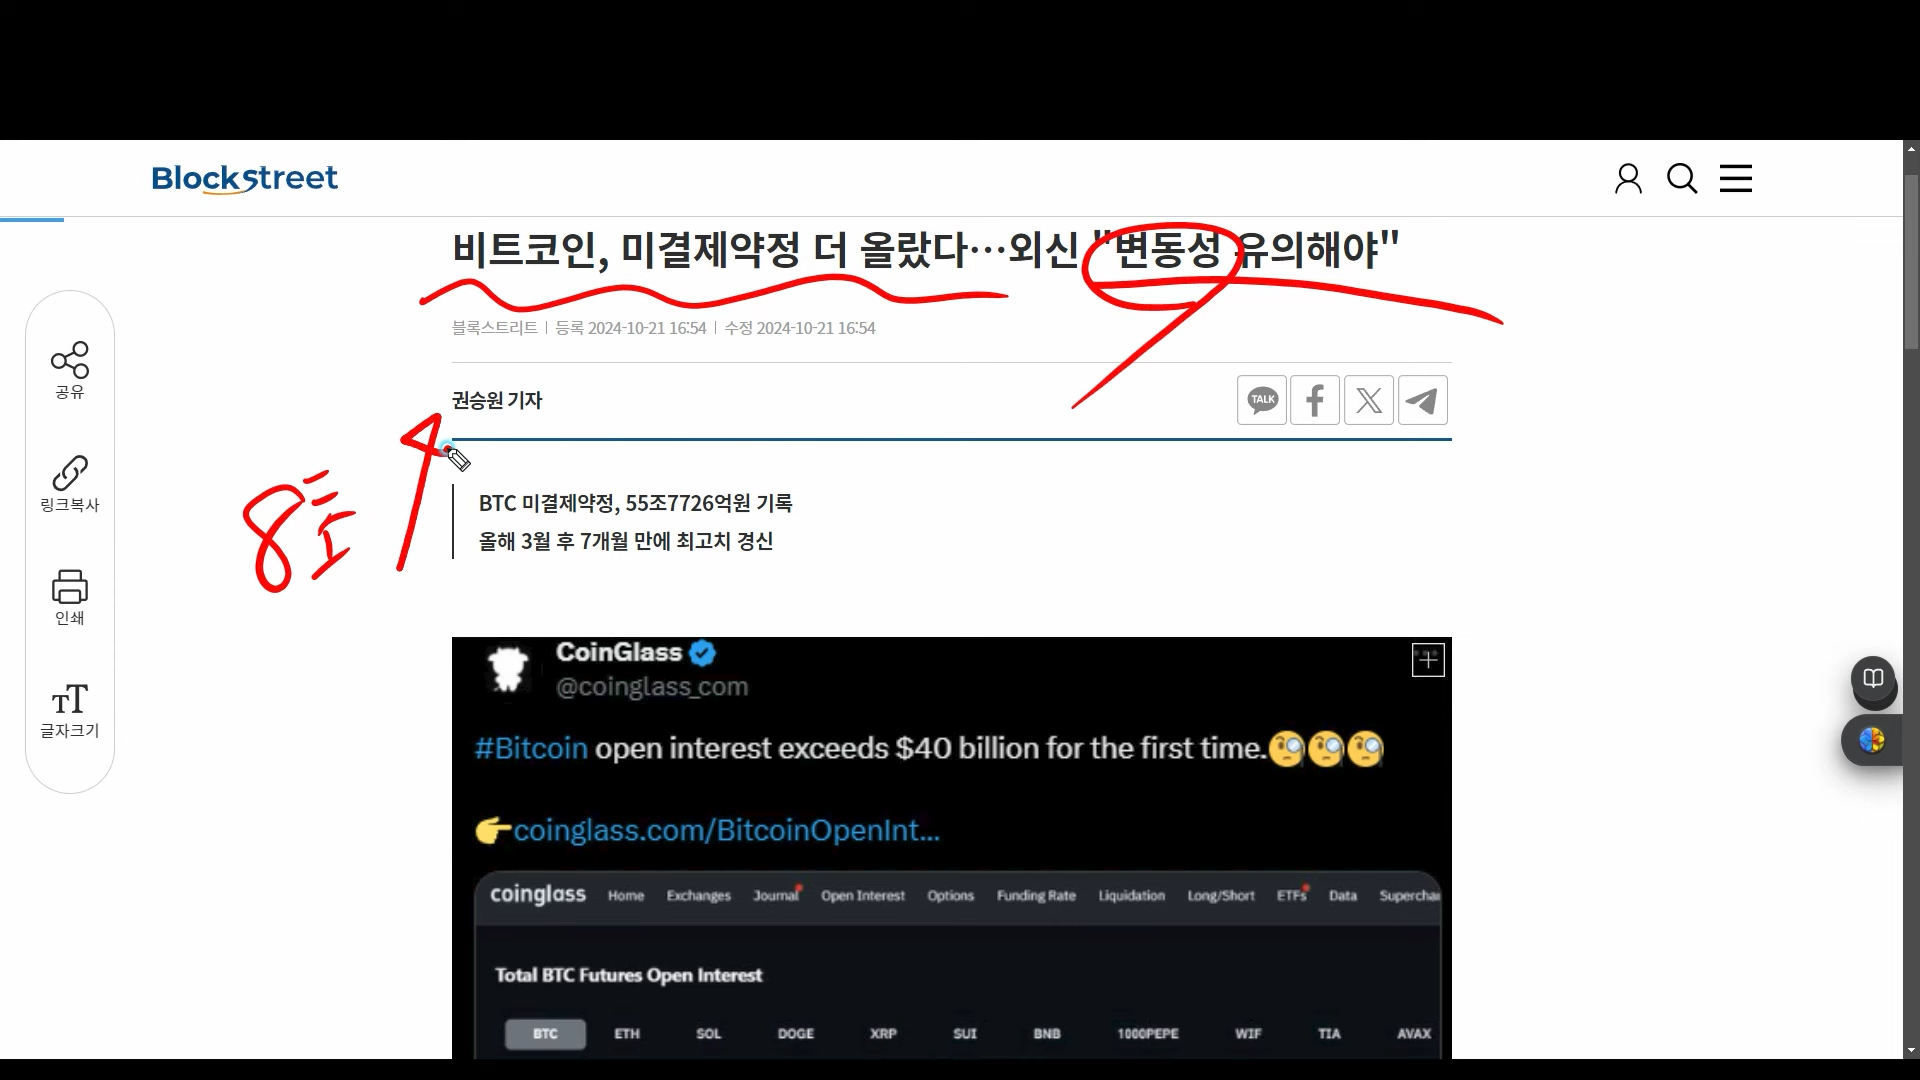 BlockStreet
비트코인, 미결제약정 더 올랐다…외신 "변동성 유의해야"
블록스트리트 | 등록 2024-10-21 16:54 | 수정 2024-10-21 16:54
공유
권승원 기자
TALK
링크복사
8조
BTC 미결제약정, 55조7726억원 기록
올해 3월 후 7개월 만에 최고치 경신
인쇄
TT
글자크기
CoinGlass
@coinglass_com
#Bitcoin open interest exceeds $40 billion for the first time.🧐🧐🧐
👉coinglass.com/BitcoinOpenInt...
coinglass Home Exchanges Journal Open Interest Options Funding Rate Liquidation Long/Short ETFs Data
Total BTC Futures Open Interest
BTC ETH SOL DOGE XRP SUI BNB 1000PEPE WIF TIA AVAX